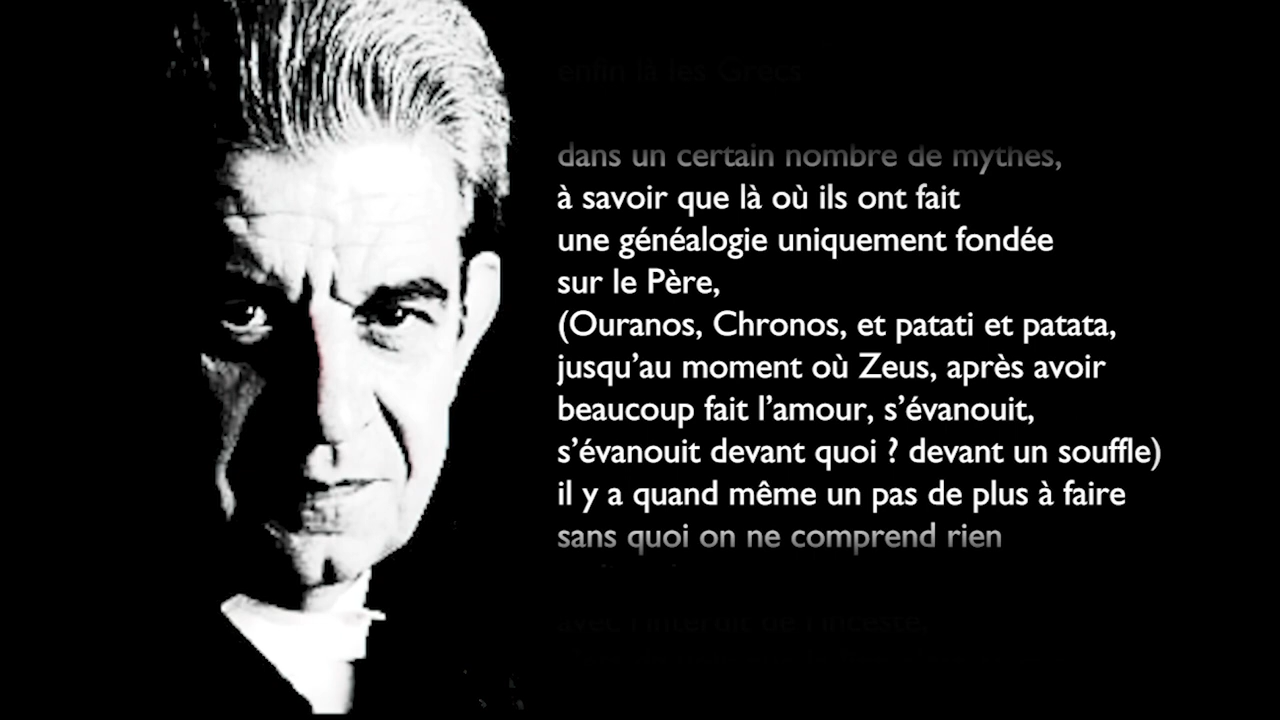 enfin là les Grecs
dans un certain nombre de mythes,
à savoir que là où ils ont fait
une généalogie uniquement fondée
sur le Père,
(Ouranos, Chronos, et patati et patata,
jusqu’au moment où Zeus, après avoir
beaucoup fait l’amour, s’évanouit,
s’évanouit devant quoi ? devant un souffle)
il y a quand même un pas de plus à faire
sans quoi on ne comprend rien
avec l’interdit de l’inceste,